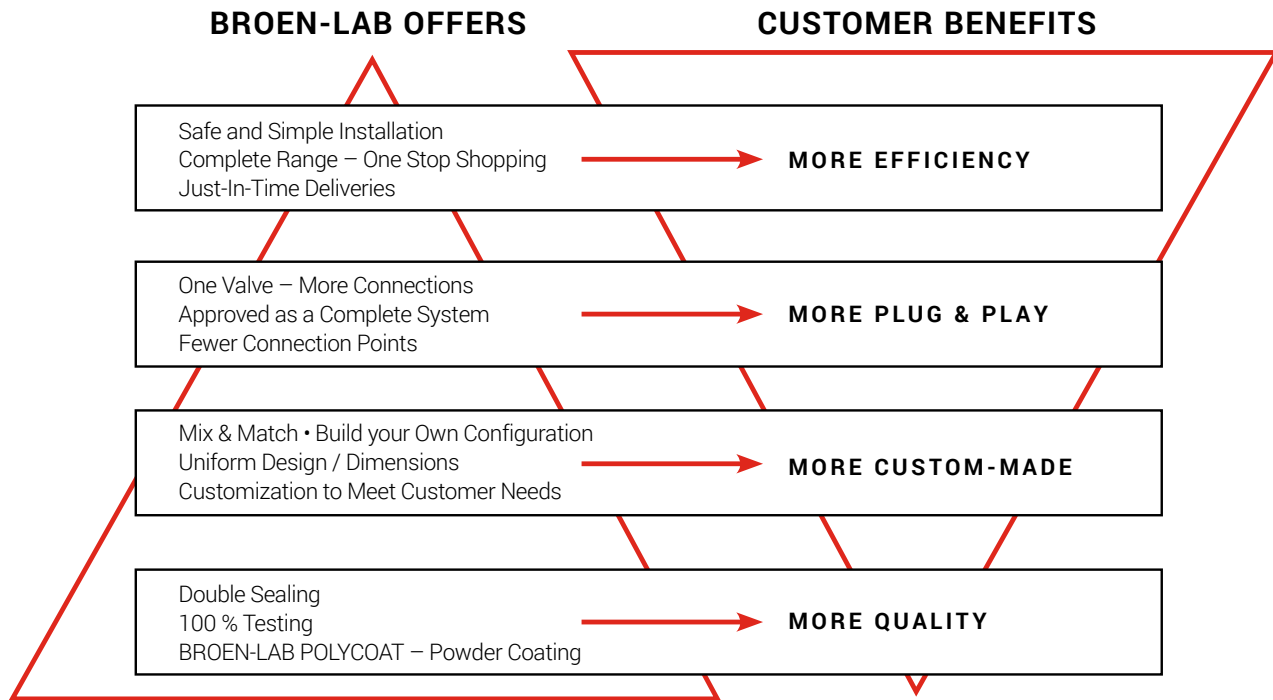 BROEN-LAB OFFERS
CUSTOMER BENEFITS
Safe and Simple Installation
Complete Range – One Stop Shopping
Just-In-Time Deliveries
MORE EFFICIENCY
One Valve – More Connections
Approved as a Complete System
Fewer Connection Points
MORE PLUG & PLAY
Mix & Match • Build your Own Configuration
Uniform Design / Dimensions
Customization to Meet Customer Needs
MORE CUSTOM-MADE
Double Sealing
100 % Testing
BROEN-LAB POLYCOAT – Powder Coating
MORE QUALITY